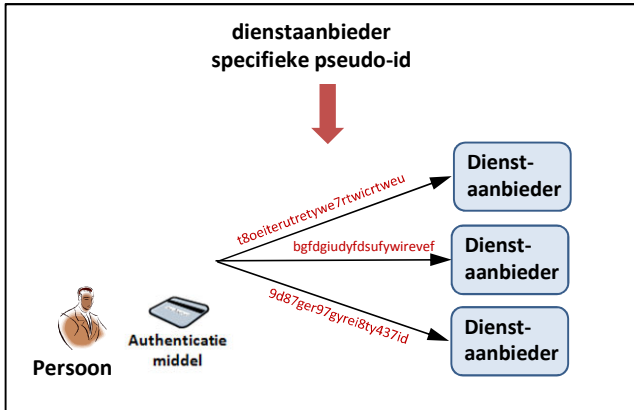 dienstaanbieder
specifieke pseudo-id
Dienst-
aanbieder
t8oeiterutretywe7rtwicrtweu
Dienst-
aanbieder
bgfdgiudyfdsufywirevef
Dienst-
aanbieder
9d87ger97gyrei8ty437id
Authenticatie
middel
Persoon